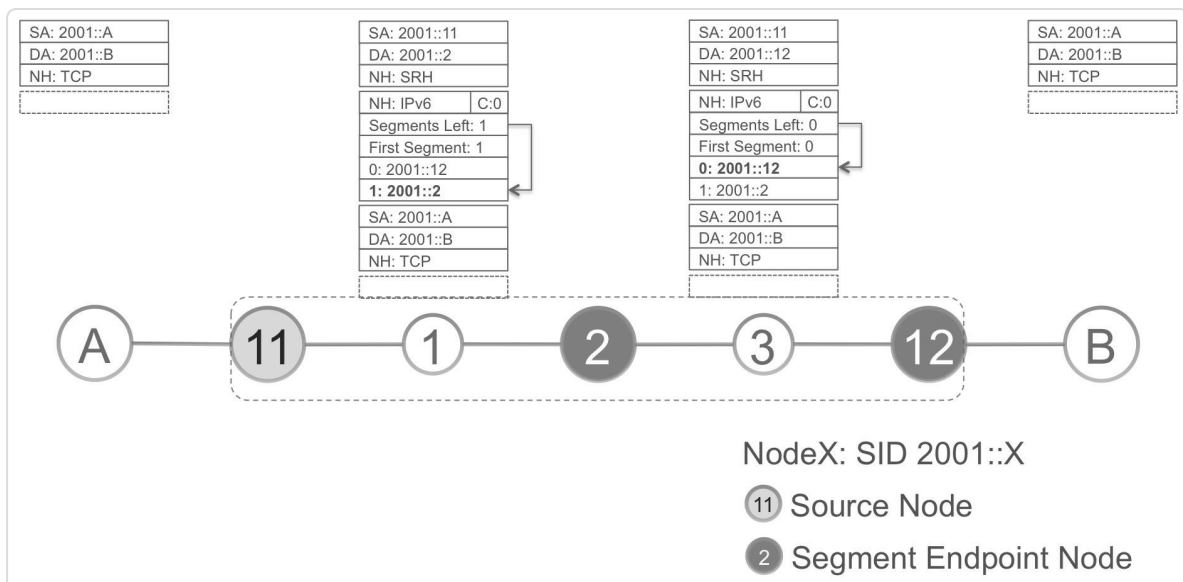 SA: 2001::A
DA: 2001::B
NH: TCP
SA: 2001::11
DA: 2001::2
NH: SRH
NH: IPv6 C:0
Segments Left: 1
First Segment: 1
0: 2001::12
1: 2001::2
SA: 2001::A
DA: 2001::B
NH: TCP
SA: 2001::11
DA: 2001::12
NH: SRH
NH: IPv6 C:0
Segments Left: 0
First Segment: 0
0: 2001::12
1: 2001::2
SA: 2001::A
DA: 2001::B
NH: TCP
SA: 2001::A
DA: 2001::B
NH: TCP
A 11 1 2 3 12 B
NodeX: SID 2001::X
11 Source Node
2 Segment Endpoint Node